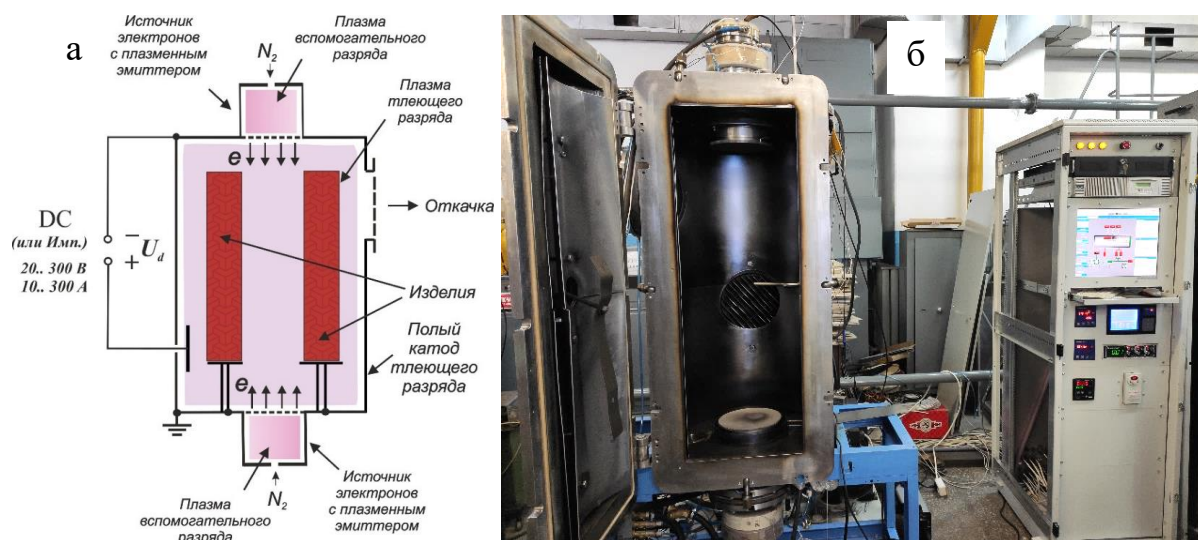 а
Источник
электронов
с плазменным
эмиттером
N₂
Плазма
вспомогательного
разряда
Плазма
тлеющего
разряда
e
DC
(или Имп.)
20.. 300 В
10.. 300 А
−
U_d
+
Откачка
Изделия
Полый
катод
тлеющего
разряда
e
Плазма
вспомогательного
разряда
N₂
Источник
электронов
с плазменным
эмиттером
б